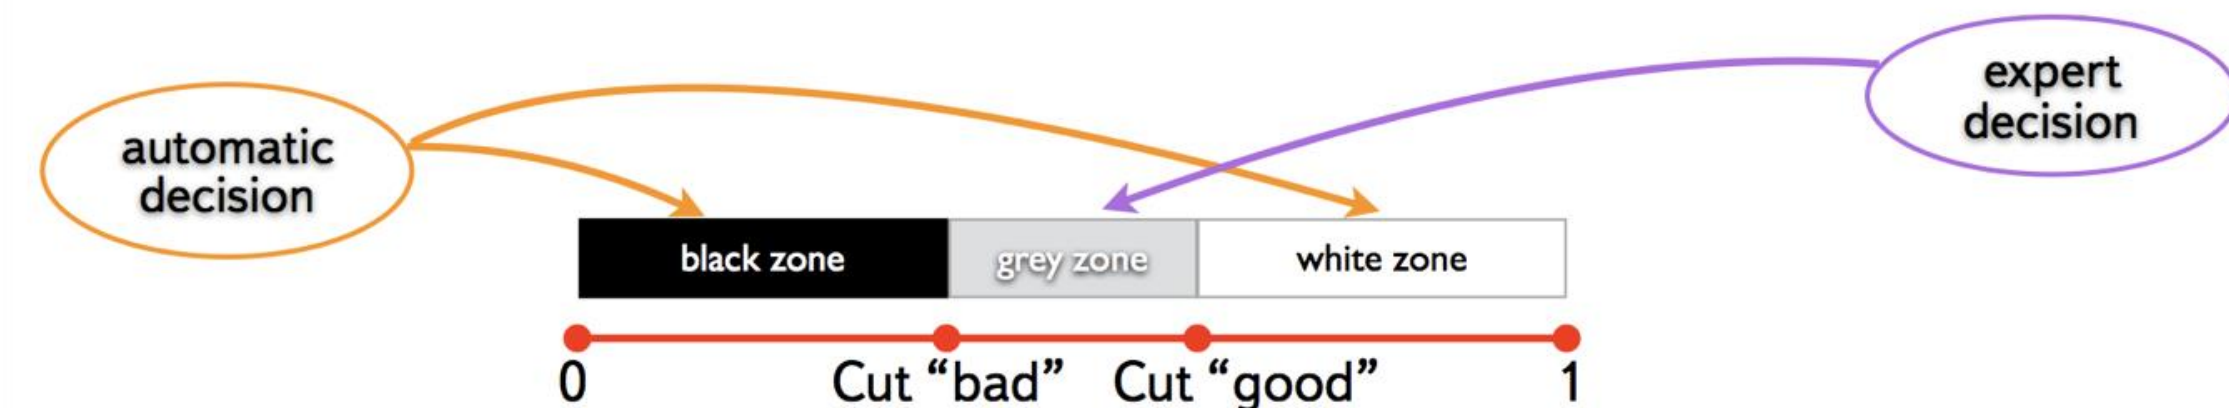 expert
decision
automatic
decision
black zone
grey zone
white zone
0
Cut “bad”
Cut “good”
1